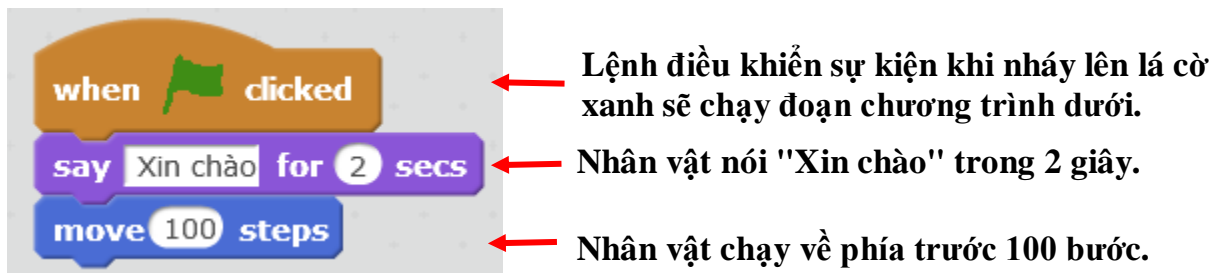 when clicked
Lệnh điều khiển sự kiện khi nháy lên lá cờ
xanh sẽ chạy đoạn chương trình dưới.
say Xin chào for 2 secs
Nhân vật nói "Xin chào" trong 2 giây.
move 100 steps
Nhân vật chạy về phía trước 100 bước.